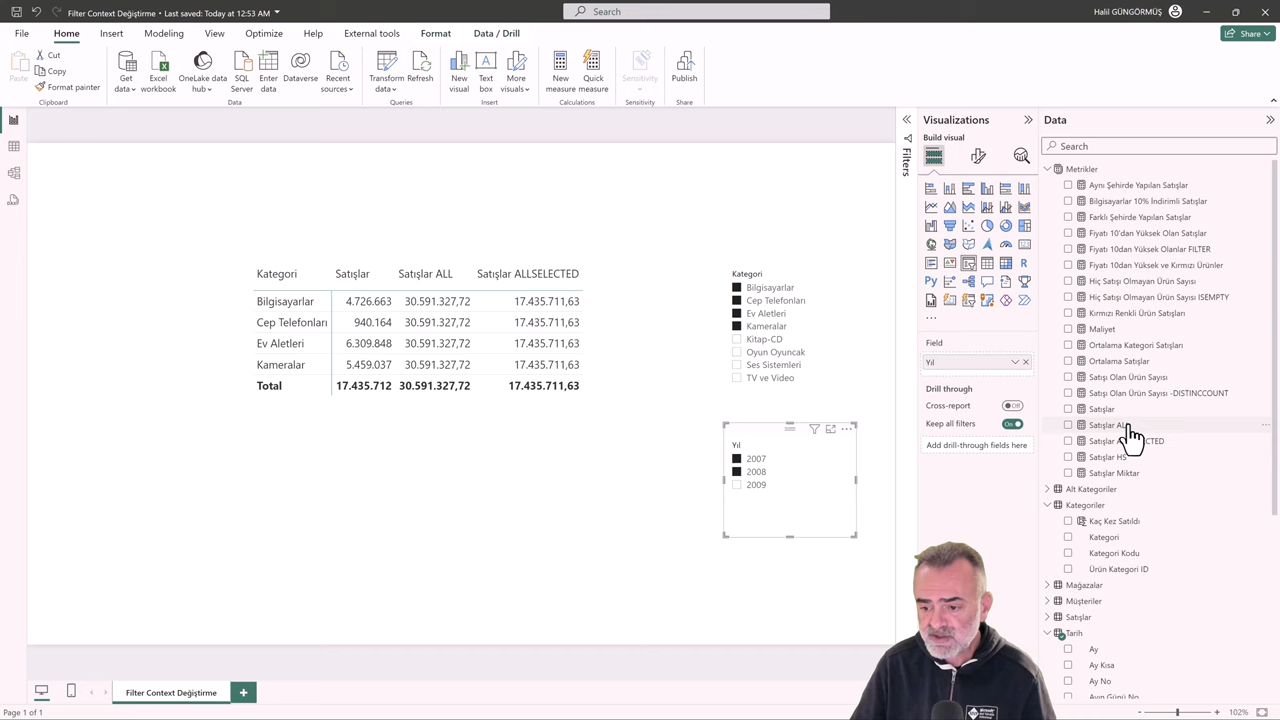 Filter Context Değiştirme • Last saved: Today at 12:53 AM
Search
Halil GÜNGÖRMÜŞ
File
Home
Insert
Modeling
View
Optimize
Help
External tools
Format
Data / Drill
Share
Paste
Cut
Copy
Format painter
Get data
Excel workbook
OneLake data hub
SQL Server
Enter data
Dataverse
Recent sources
Transform data
Refresh
New visual
Text box
More visuals
New measure
Quick measure
Sensitivity
Publish
Clipboard
Data
Queries
Insert
Calculations
Sensitivity
Share
Kategori Satışlar Satışlar ALL Satışlar ALLSELECTED
Bilgisayarlar 4.726.663 30.591.327,72 17.435.711,63
Cep Telefonları 940.164 30.591.327,72 17.435.711,63
Ev Aletleri 6.309.848 30.591.327,72 17.435.711,63
Kameralar 5.459.037 30.591.327,72 17.435.711,63
Total 17.435.712 30.591.327,72 17.435.711,63
Kategori
Bilgisayarlar
Cep Telefonları
Ev Aletleri
Kameralar
Kitap-CD
Oyun Oyuncak
Ses Sistemleri
TV ve Video
Yıl
2007
2008
2009
Filters
Visualizations
Build visual
R
Py
Field
Yıl
Drill through
Cross-report
Off
Keep all filters
On
Add drill-through fields here
Data
Search
Metrikler
Aynı Şehirde Yapılan Satışlar
Bilgisayarlar 10% İndirimli Satışlar
Farklı Şehirde Yapılan Satışlar
Fiyatı 10'dan Yüksek Olan Satışlar
Fiyatı 10dan Yüksek Olanlar FILTER
Fiyatı 10dan Yüksek ve Kırmızı Ürünler
Hiç Satışı Olmayan Ürün Sayısı
Hiç Satışı Olmayan Ürün Sayısı ISEMPTY
Kırmızı Renkli Ürün Satışları
Maliyet
Ortalama Kategori Satışları
Ortalama Satışlar
Satışı Olan Ürün Sayısı
Satışı Olan Ürün Sayısı -DISTINCCOUNT
Satışlar
Satışlar AL
Satışlar A CTED
Satışlar HS
Satışlar Miktar
Alt Kategoriler
Kategoriler
Kaç Kez Satıldı
Kategori
Kategori Kodu
Ürün Kategori ID
Mağazalar
Müşteriler
Satışlar
Tarih
Ay
Ay Kısa
Ay No
Ayın Günü No
Filter Context Değiştirme
Page 1 of 1
102%